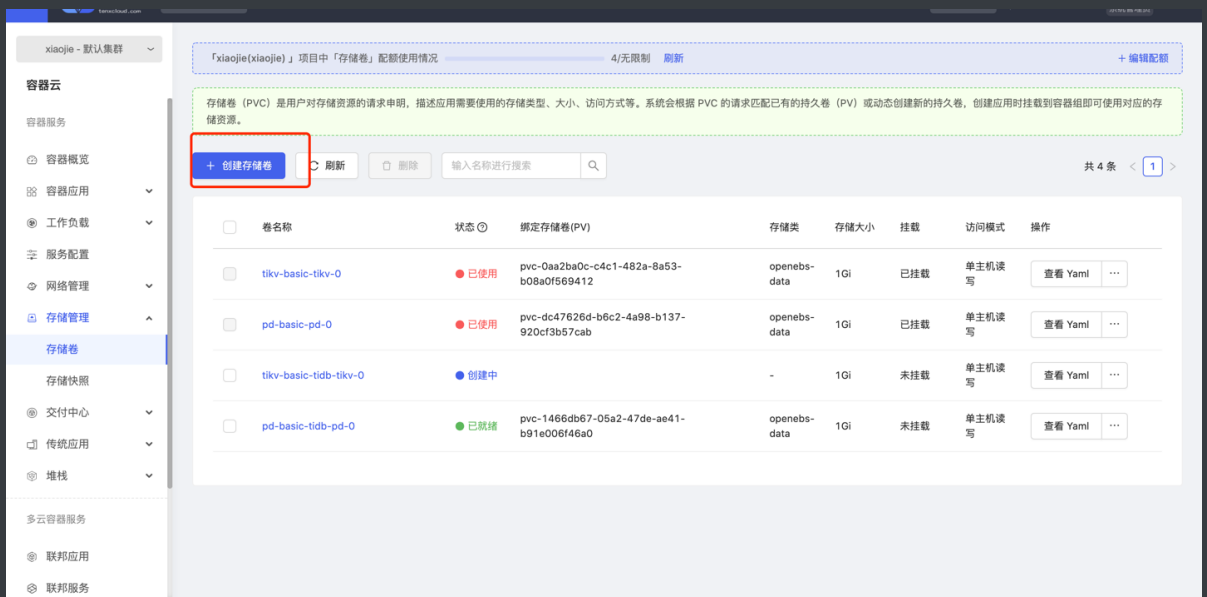 tenxcloud.com
系统管理员
xiaojie - 默认集群
容器云
容器服务
容器概览
容器应用
工作负载
服务配置
网络管理
存储管理
存储卷
存储快照
交付中心
传统应用
堆栈
多云容器服务
联邦应用
联邦服务
「xiaojie(xiaojie) 」项目中「存储卷」配额使用情况 4/无限制 刷新 + 编辑配额
存储卷（PVC）是用户对存储资源的请求申明，描述应用需要使用的存储类型、大小、访问方式等。系统会根据 PVC 的请求匹配已有的持久卷（PV）或动态创建新的持久卷，创建应用时挂载到容器组即可使用对应的存
储资源。
+ 创建存储卷 刷新 删除 输入名称进行搜索 共 4 条 < 1 >
卷名称 状态 绑定存储卷(PV) 存储类 存储大小 挂载 访问模式 操作
tikv-basic-tikv-0 已使用 pvc-0aa2ba0c-c4c1-482a-8a53- openebs- 1Gi 已挂载 单主机读 查看 Yaml ···
b08a0f569412 data 写
pd-basic-pd-0 已使用 pvc-dc47626d-b6c2-4a98-b137- openebs- 1Gi 已挂载 单主机读 查看 Yaml ···
920cf3b57cab data 写
tikv-basic-tidb-tikv-0 创建中 - 1Gi 未挂载 单主机读 查看 Yaml ···
写
pd-basic-tidb-pd-0 已就绪 pvc-1466db67-05a2-47de-ae41- openebs- 1Gi 未挂载 单主机读 查看 Yaml ···
b91e006f46a0 data 写